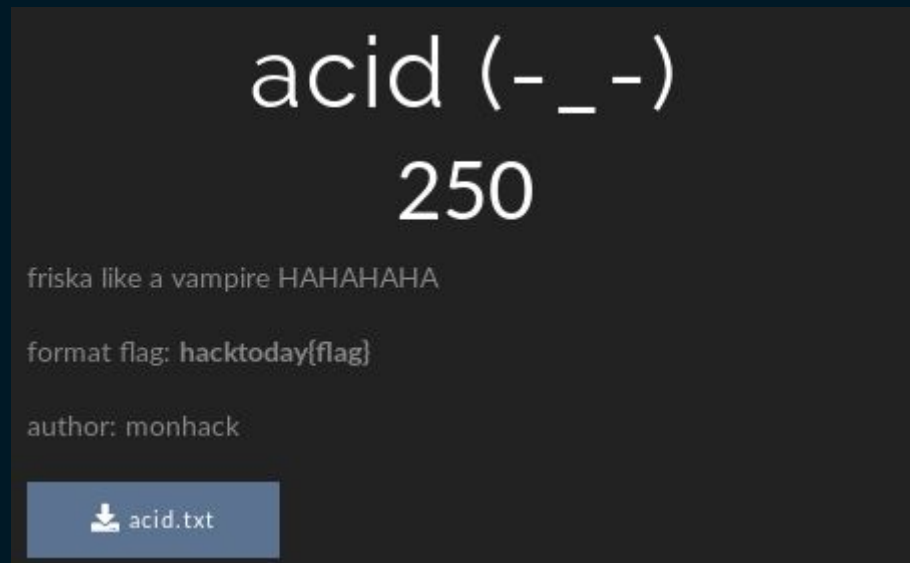 acid (-_-)
250
friska like a vampire HAHAHAHA
format flag: hacktoday{flag}
author: monhack
acid.txt